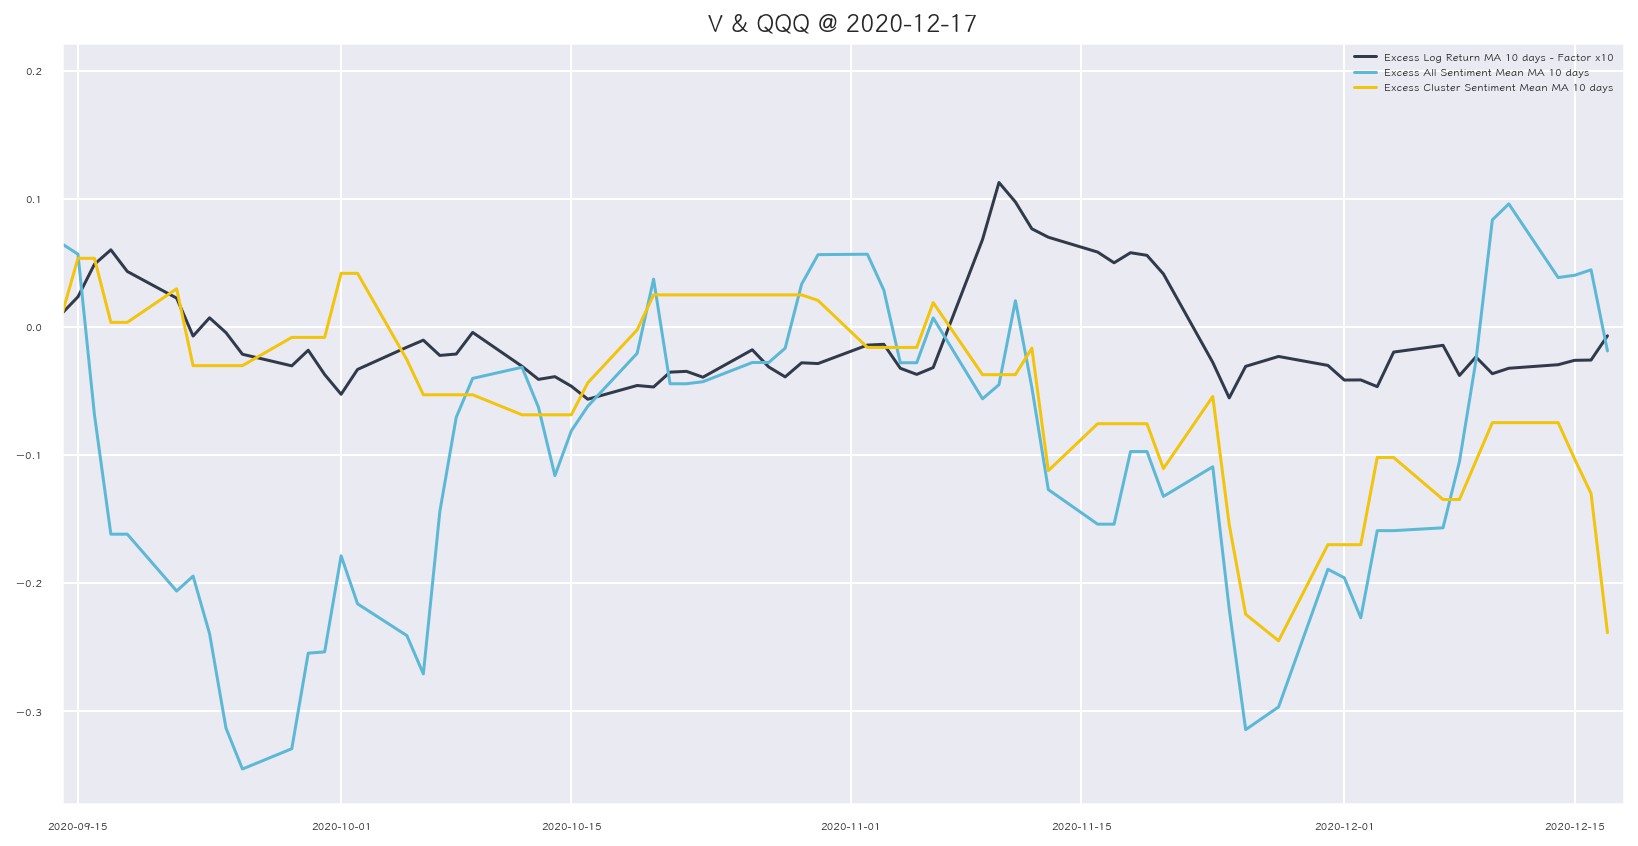 V & QQQ @ 2020-12-17
Excess Log Return MA 10 days - Factor x10
Excess All Sentiment Mean MA 10 days
Excess Cluster Sentiment Mean MA 10 days
0.2
0.1
0.0
−0.1
−0.2
−0.3
2020-09-15 2020-10-01 2020-10-15 2020-11-01 2020-11-15 2020-12-01 2020-12-15